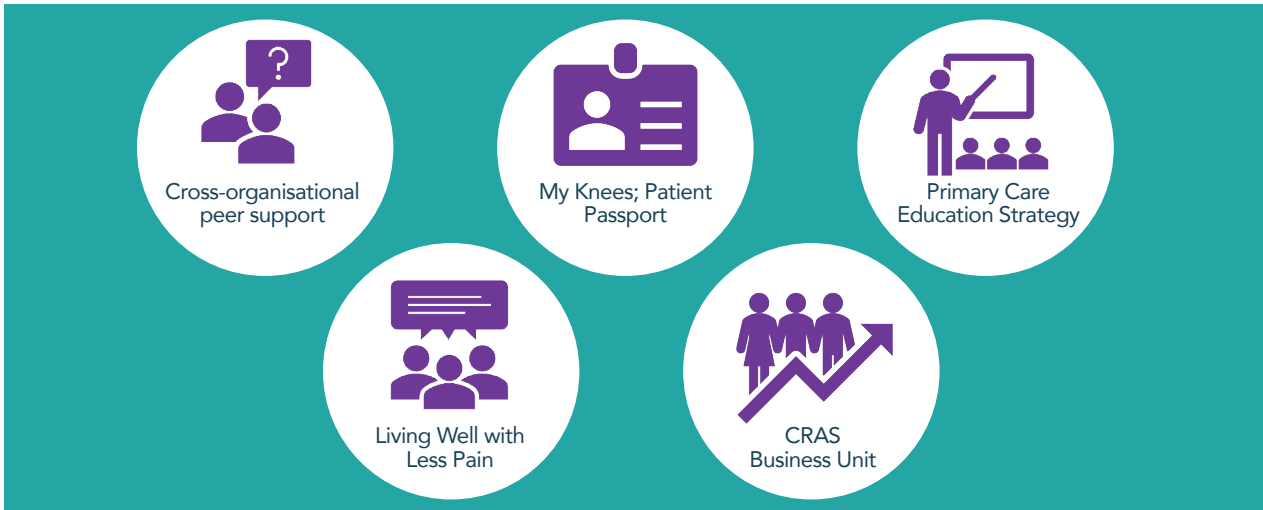 ?
Cross-organisational
peer support
My Knees; Patient
Passport
Primary Care
Education Strategy
Living Well with
Less Pain
CRAS
Business Unit